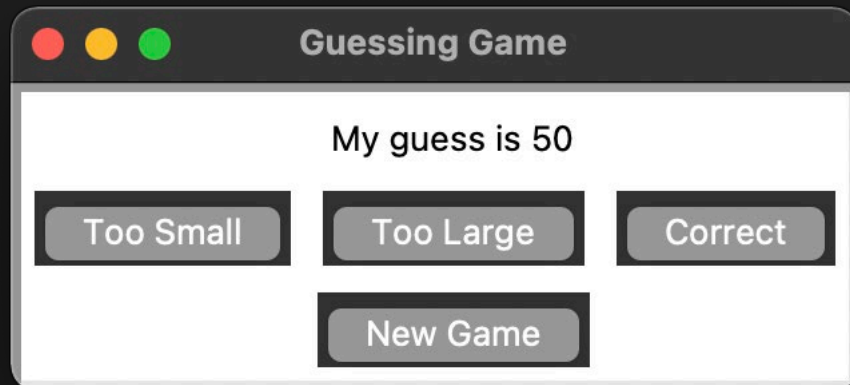 Guessing Game
My guess is 50
Too Small Too Large Correct
New Game